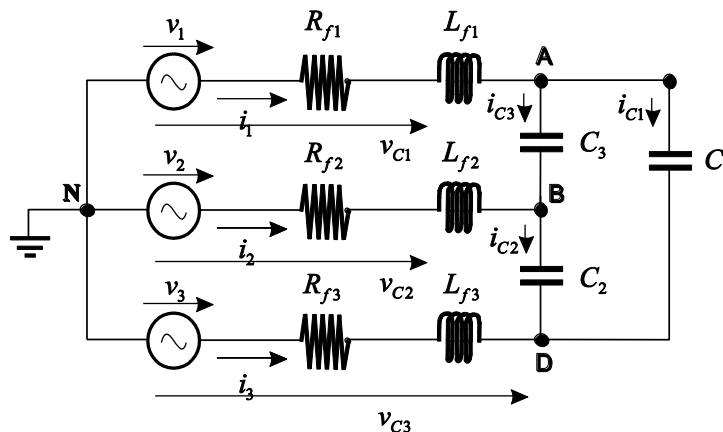 v1
Rf1
Lf1
A
i1
vC1
iC3
C3
iC1
C
v2
Rf2
Lf2
N
B
i2
vC2
iC2
C2
v3
Rf3
Lf3
D
i3
vC3